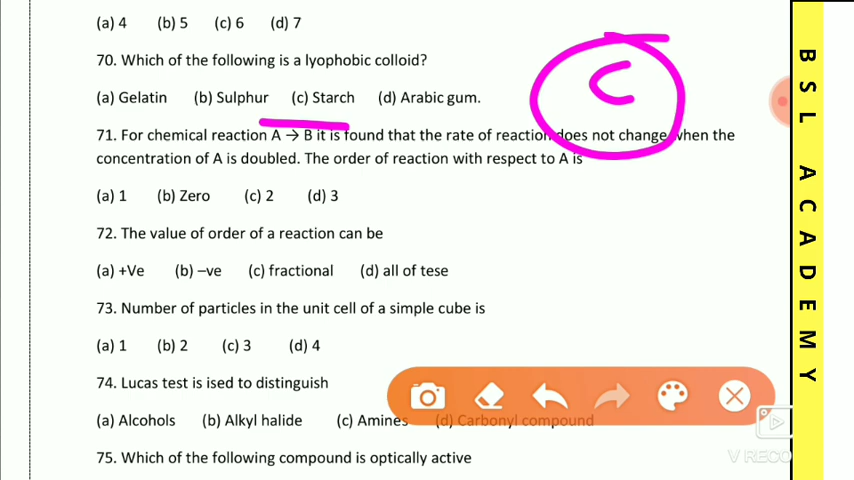 (a) 4 (b) 5 (c) 6 (d) 7
70. Which of the following is a lyophobic colloid?
(a) Gelatin (b) Sulphur (c) Starch (d) Arabic gum.
C
71. For chemical reaction A → B it is found that the rate of reaction does not change when the
concentration of A is doubled. The order of reaction with respect to A is
(a) 1 (b) Zero (c) 2 (d) 3
72. The value of order of a reaction can be
(a) +Ve (b) –ve (c) fractional (d) all of tese
73. Number of particles in the unit cell of a simple cube is
(a) 1 (b) 2 (c) 3 (d) 4
74. Lucas test is ised to distinguish
(a) Alcohols (b) Alkyl halide (c) Amines (d) Carbonyl compound
75. Which of the following compound is optically active
BSL ACADEMY
V RECO